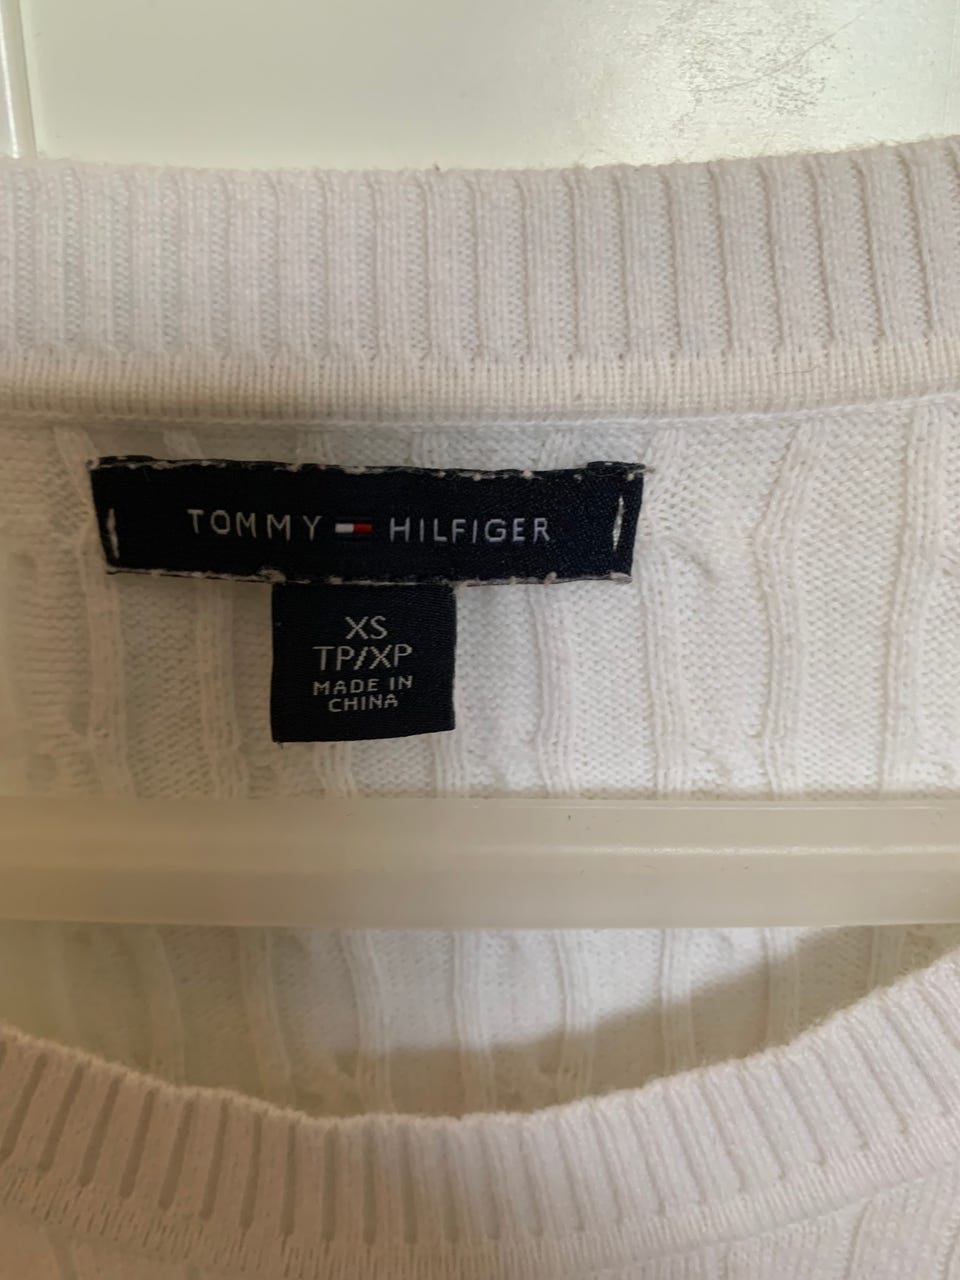 TOMMY HILFIGER
XS
TP/XP
MADE IN
CHINA